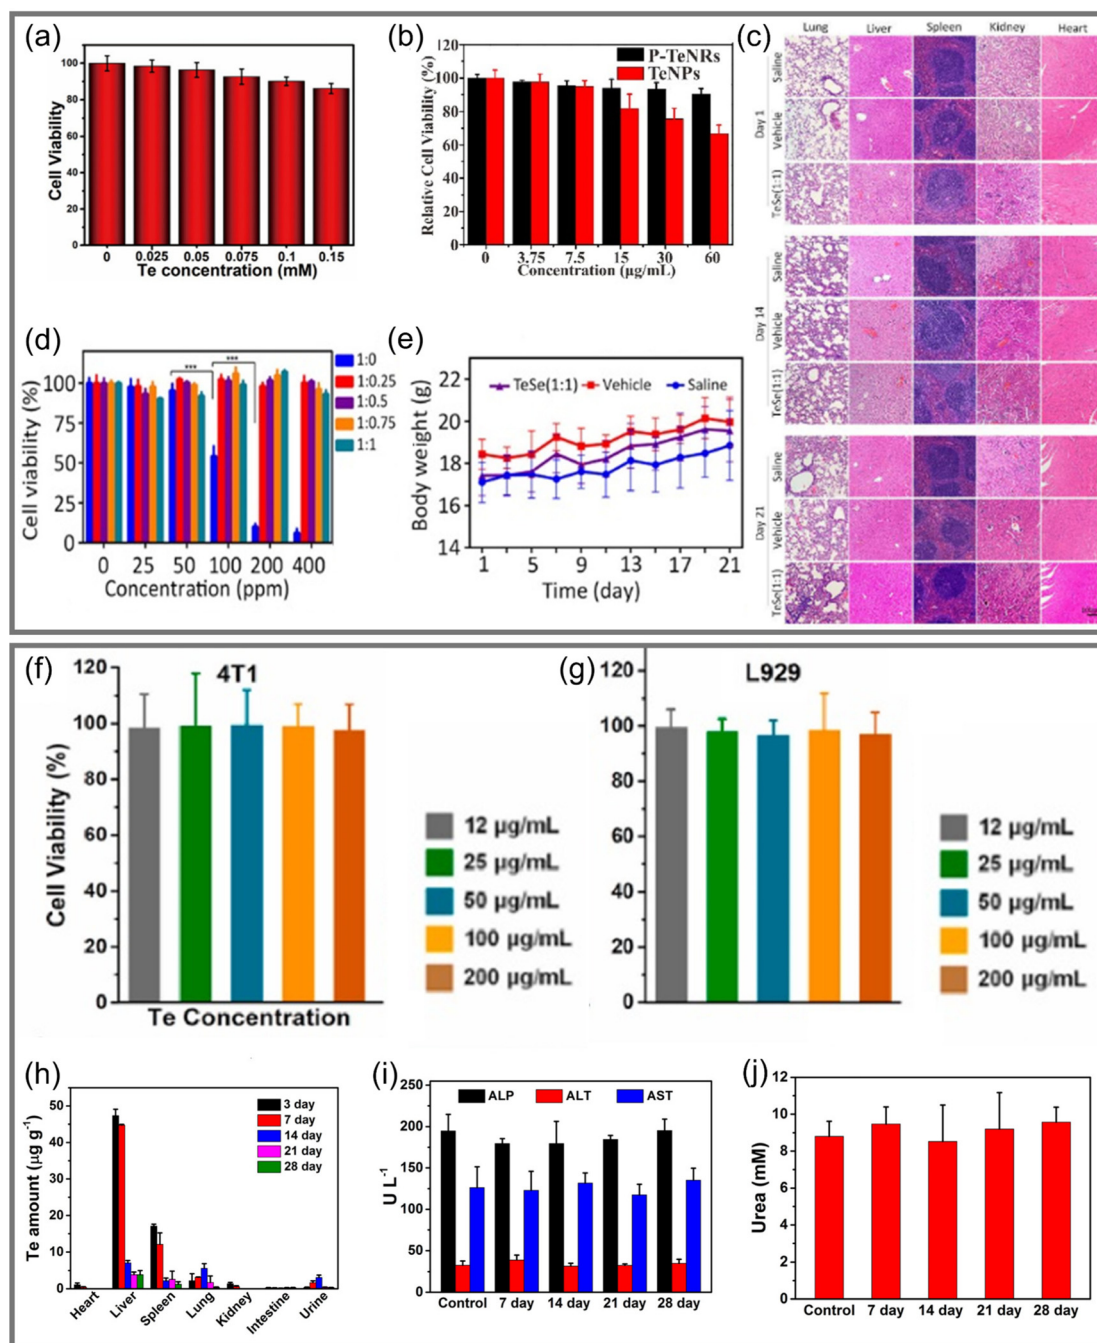 (a)
Cell Viability
120
100
80
60
40
20
0
0 0.025 0.05 0.075 0.1 0.15
Te concentration (mM)
(b)
Relative Cell Viability (%)
120
100
80
60
40
20
0
P-TeNRs
TeNPs
0 3.75 7.5 15 30 60
Concentration (µg/mL)
(c)
Lung Liver Spleen Kidney Heart
Day 1
Saline
Vehicle
TeSe(1:1)
Day 14
Saline
Vehicle
TeSe(1:1)
Day 21
Saline
Vehicle
TeSe(1:1)
(d)
Cell viability (%)
100
75
50
25
0
*** ***
1:0
1:0.25
1:0.5
1:0.75
1:1
0 25 50 100 200 400
Concentration (ppm)
(e)
Body weight (g)
22
20
18
16
14
TeSe(1:1) Vehicle Saline
1 5 9 13 17 21
Time (day)
(f)
4T1
Cell Viability (%)
120
100
80
60
40
20
0
Te Concentration
12 µg/mL
25 µg/mL
50 µg/mL
100 µg/mL
200 µg/mL
(g)
L929
120
100
80
60
40
20
0
12 µg/mL
25 µg/mL
50 µg/mL
100 µg/mL
200 µg/mL
(h)
Te amount (µg g-1)
50
40
30
20
10
0
3 day
7 day
14 day
21 day
28 day
Heart Liver Spleen Lung Kidney Intestine Urine
(i)
U L-1
250
200
150
100
50
0
ALP ALT AST
Control 7 day 14 day 21 day 28 day
(j)
Urea (mM)
12
10
8
6
4
2
0
Control 7 day 14 day 21 day 28 day